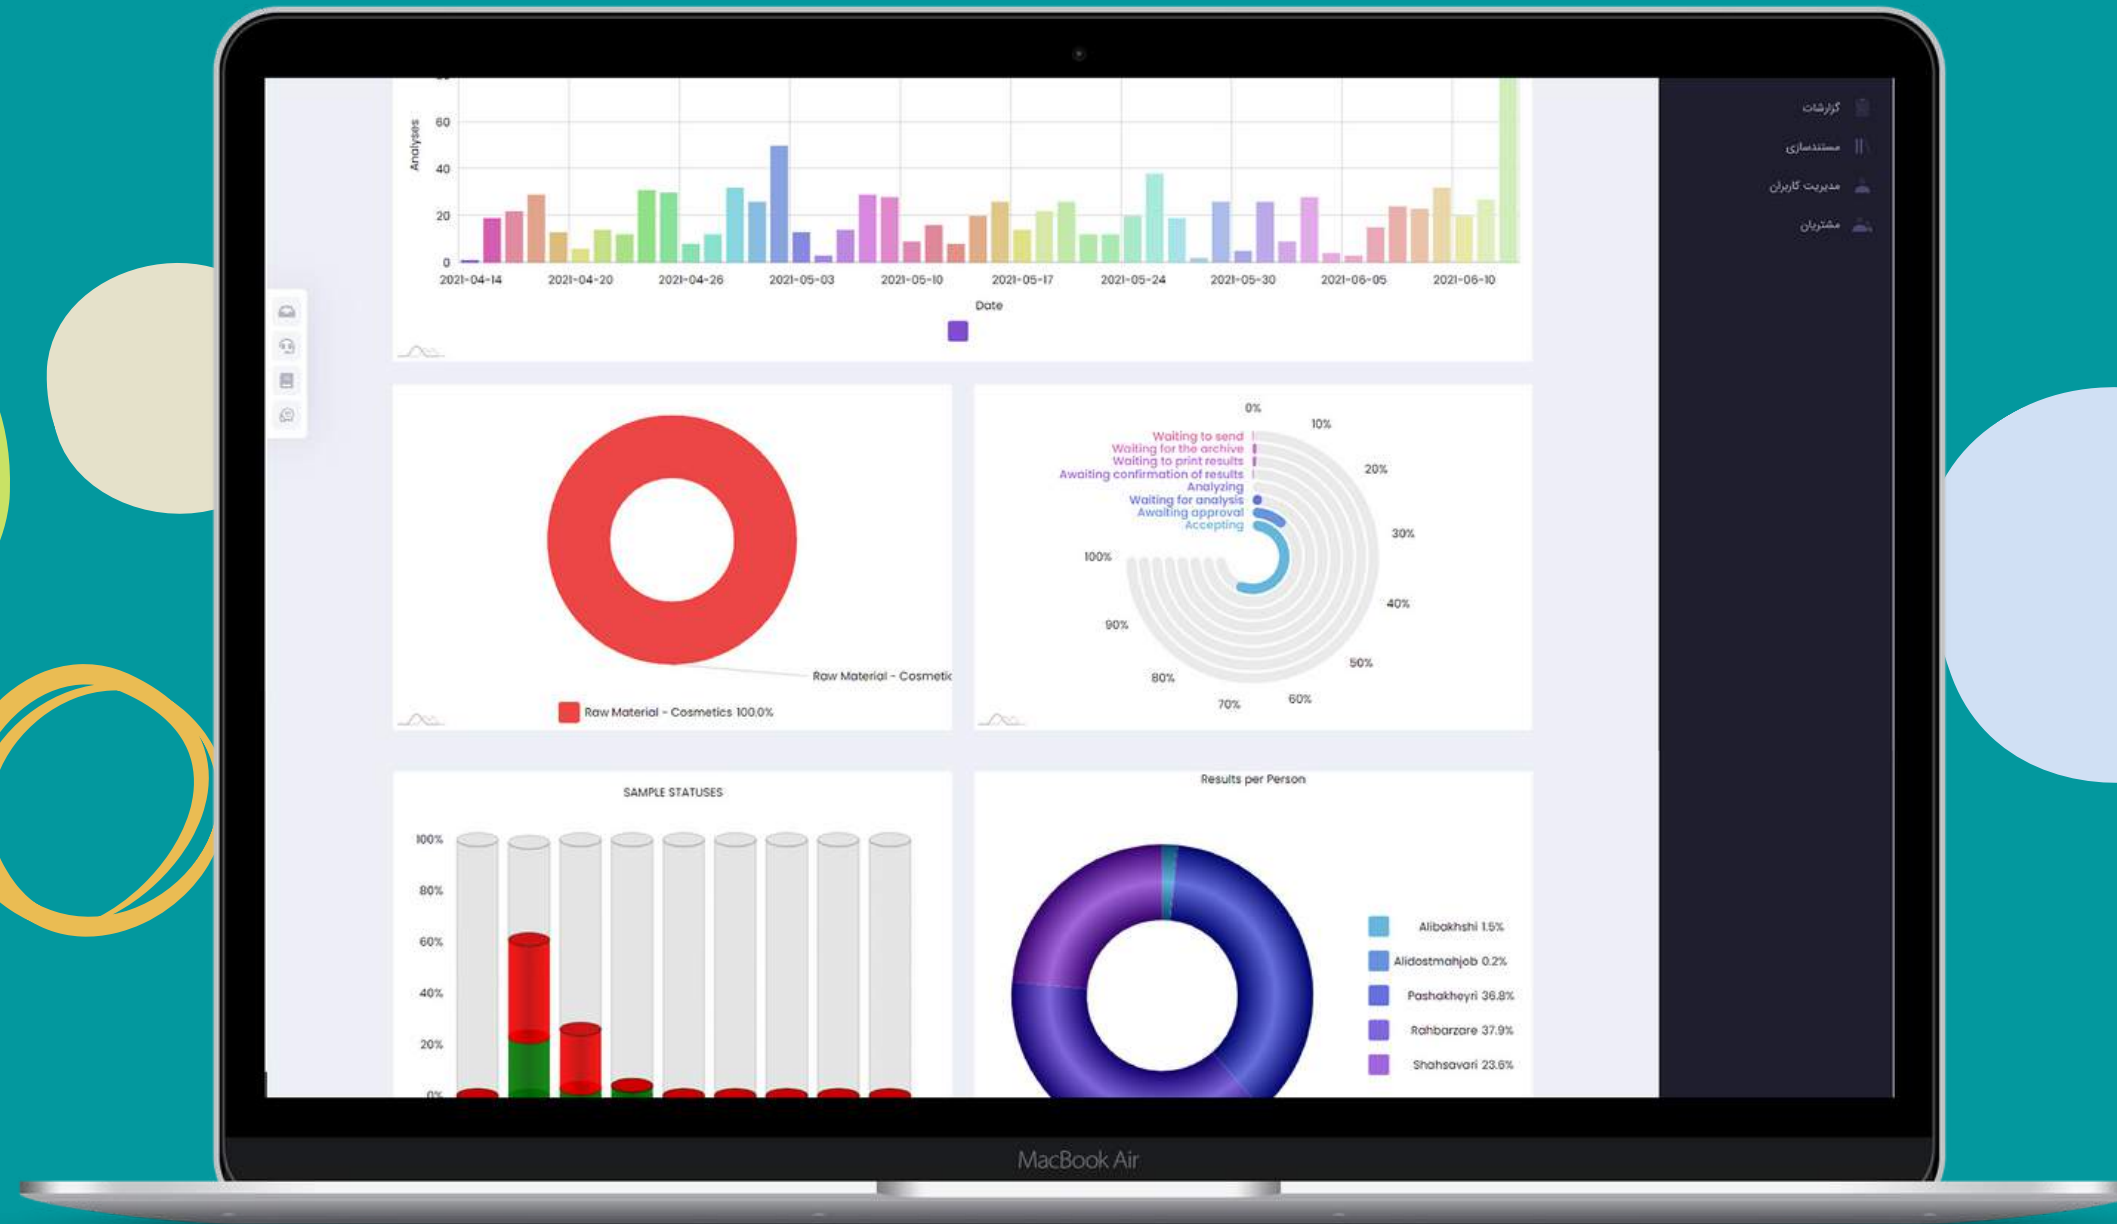 گزارشات
مستندسازی
مدیریت کاربران
مشتریان
Analyses
60
40
20
0
2021-04-14
2021-04-20
2021-04-26
2021-05-03
2021-05-10
2021-05-17
2021-05-24
2021-05-30
2021-06-05
2021-06-10
Date
Raw Material - Cosmetic
Raw Material - Cosmetics 100.0%
0%
10%
20%
30%
40%
50%
60%
70%
80%
90%
100%
Waiting to send
Waiting for the archive
Waiting to print results
Awaiting confirmation of results
Analyzing
Waiting for analysis
Awaiting approval
Accepting
SAMPLE STATUSES
100%
80%
60%
40%
20%
0%
Results per Person
Alibakhshi 1.5%
Alidostmahjob 0.2%
Pashakheyri 36.8%
Rahbarzare 37.9%
Shahsavari 23.6%
MacBook Air